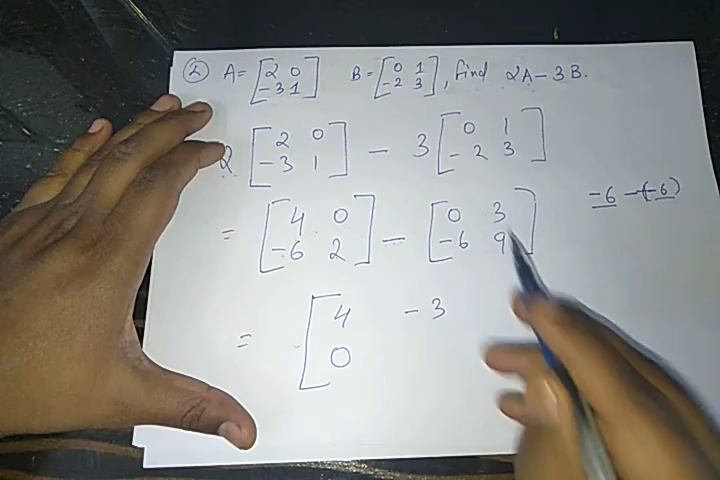 ② A = [2 0 -3 1] B = [0 1 -2 3], find 2A - 3B.
2 [2 0 -3 1] - 3 [0 1 -2 3]
= [4 0 -6 2] - [0 3 -6 9]
-6 - (-6)
= [4 -3 0